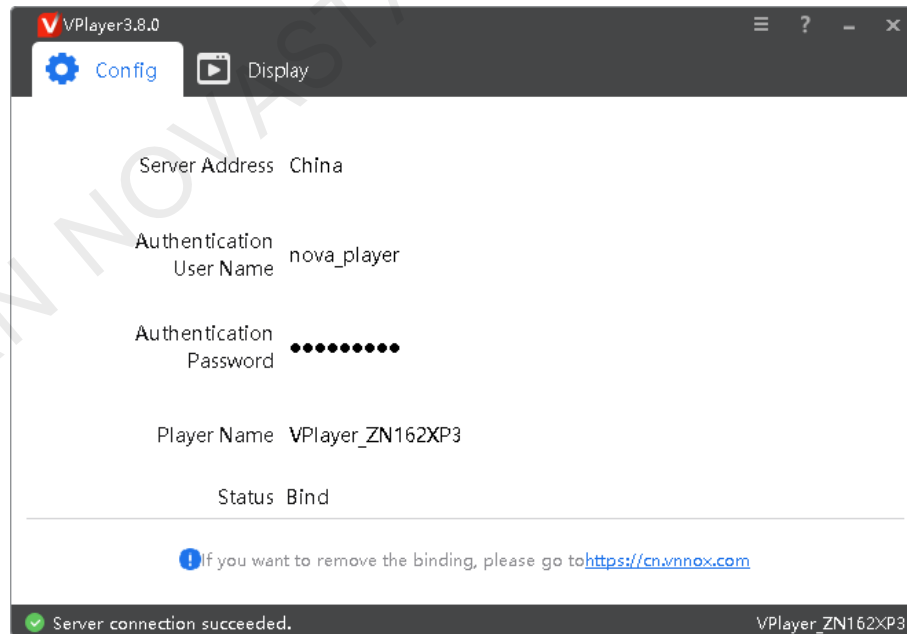 VPlayer3.8.0
Config
Display
Server Address China
Authentication
User Name nova_player
Authentication
Password ●●●●●●●●●
Player Name VPlayer_ZN162XP3
Status Bind
If you want to remove the binding, please go tohttps://cn.vnnox.com
Server connection succeeded.
VPlayer_ZN162XP3
N NOVASTA